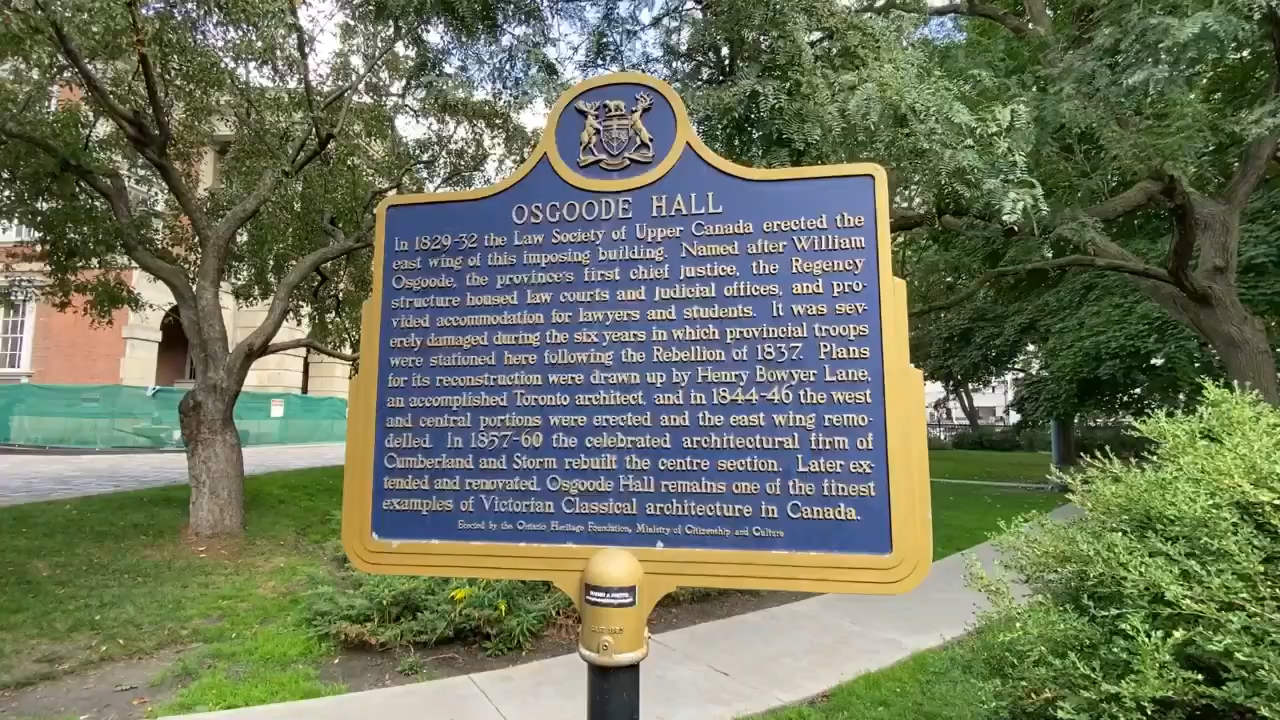 OSGOODE HALL
In 1829-32 the Law Society of Upper Canada erected the
east wing of this imposing building. Named after William
Osgoode, the province's first chief justice, the Regency
structure housed law courts and judicial offices, and pro-
vided accommodation for lawyers and students. It was sev-
erely damaged during the six years in which provincial troops
were stationed here following the Rebellion of 1837. Plans
for its reconstruction were drawn up by Henry Bowyer Lane,
an accomplished Toronto architect, and in 1844-46 the west
and central portions were erected and the east wing remo-
delled. In 1857-60 the celebrated architectural firm of
Cumberland and Storm rebuilt the centre section. Later ex-
tended and renovated, Osgoode Hall remains one of the finest
examples of Victorian Classical architecture in Canada.
Erected by the Ontario Heritage Foundation, Ministry of Citizenship and Culture